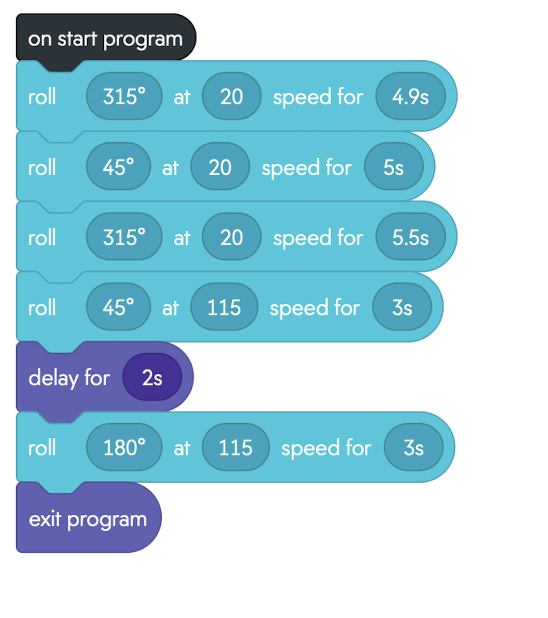 on start program
roll 315° at 20 speed for 4.9s
roll 45° at 20 speed for 5s
roll 315° at 20 speed for 5.5s
roll 45° at 115 speed for 3s
delay for 2s
roll 180° at 115 speed for 3s
exit program